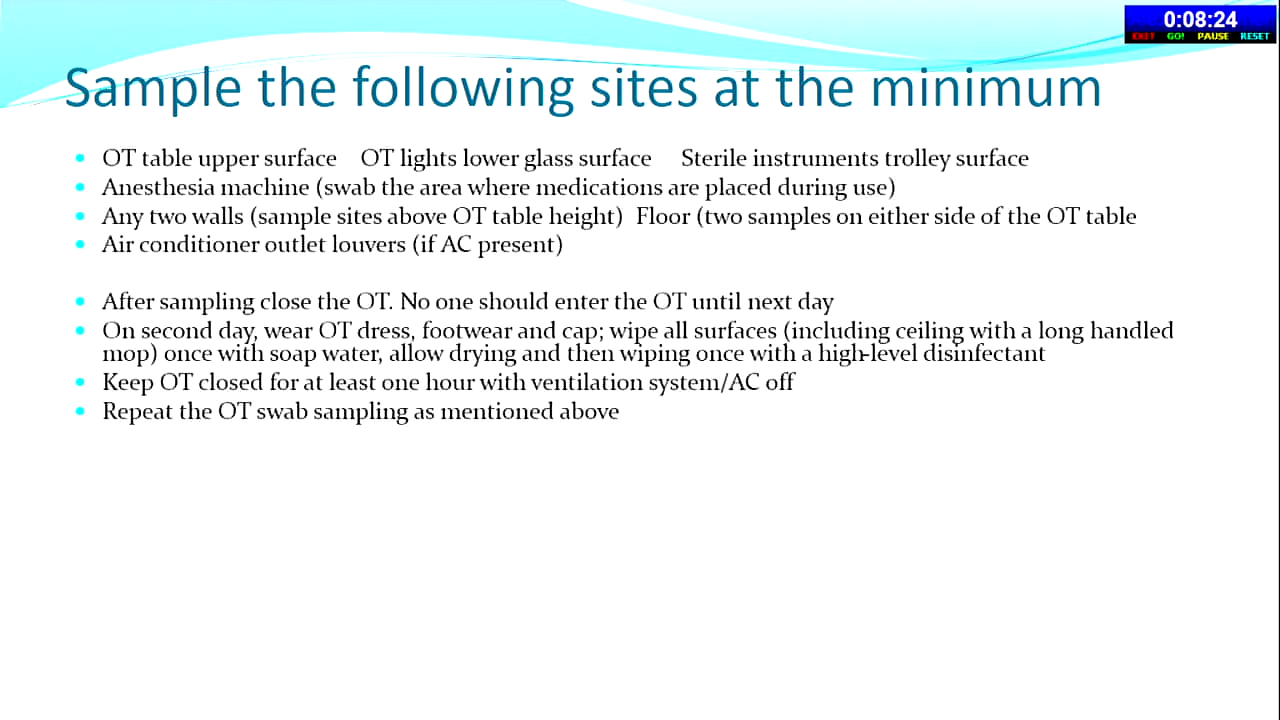 0:08:24
EXIT GO! PAUSE RESET
Sample the following sites at the minimum
OT table upper surface OT lights lower glass surface Sterile instruments trolley surface
Anesthesia machine (swab the area where medications are placed during use)
Any two walls (sample sites above OT table height) Floor (two samples on either side of the OT table
Air conditioner outlet louvers (if AC present)
After sampling close the OT. No one should enter the OT until next day
On second day, wear OT dress, footwear and cap; wipe all surfaces (including ceiling with a long handled
mop) once with soap water, allow drying and then wiping once with a high-level disinfectant
Keep OT closed for at least one hour with ventilation system/AC off
Repeat the OT swab sampling as mentioned above